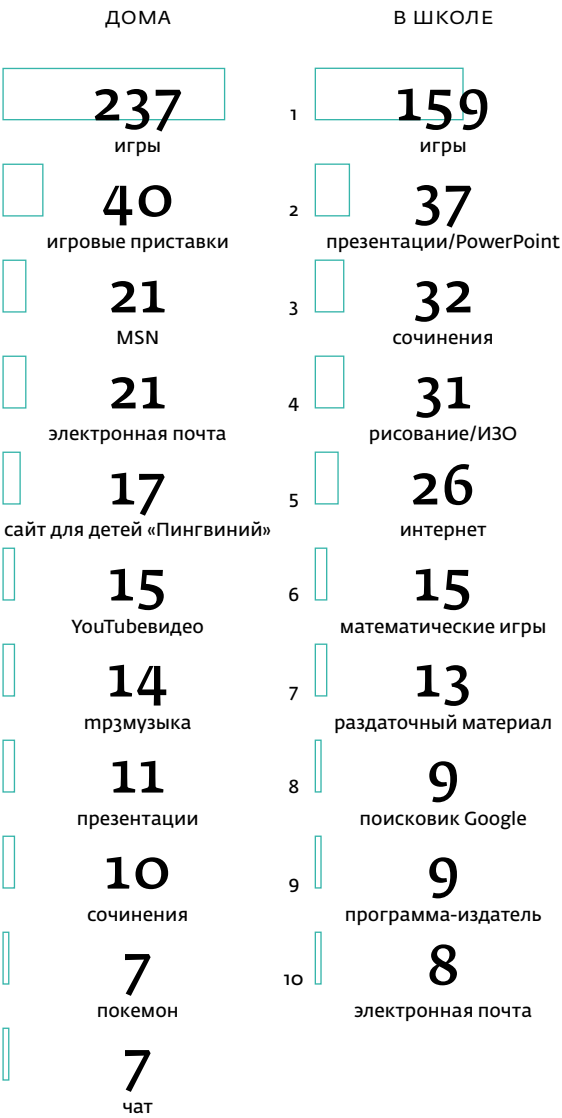 ДОМА В ШКОЛЕ
237 1 159
игры игры
40 2 37
игровые приставки презентации/PowerPoint
21 3 32
MSN сочинения
21 4 31
электронная почта рисование/ИЗО
17 5 26
сайт для детей «Пингвиний» интернет
15 6 15
YouTubeвидео математические игры
14 7 13
mp3музыка раздаточный материал
11 8 9
презентации поисковик Google
10 9 9
сочинения программа-издатель
7 10 8
покемон электронная почта
7
чат